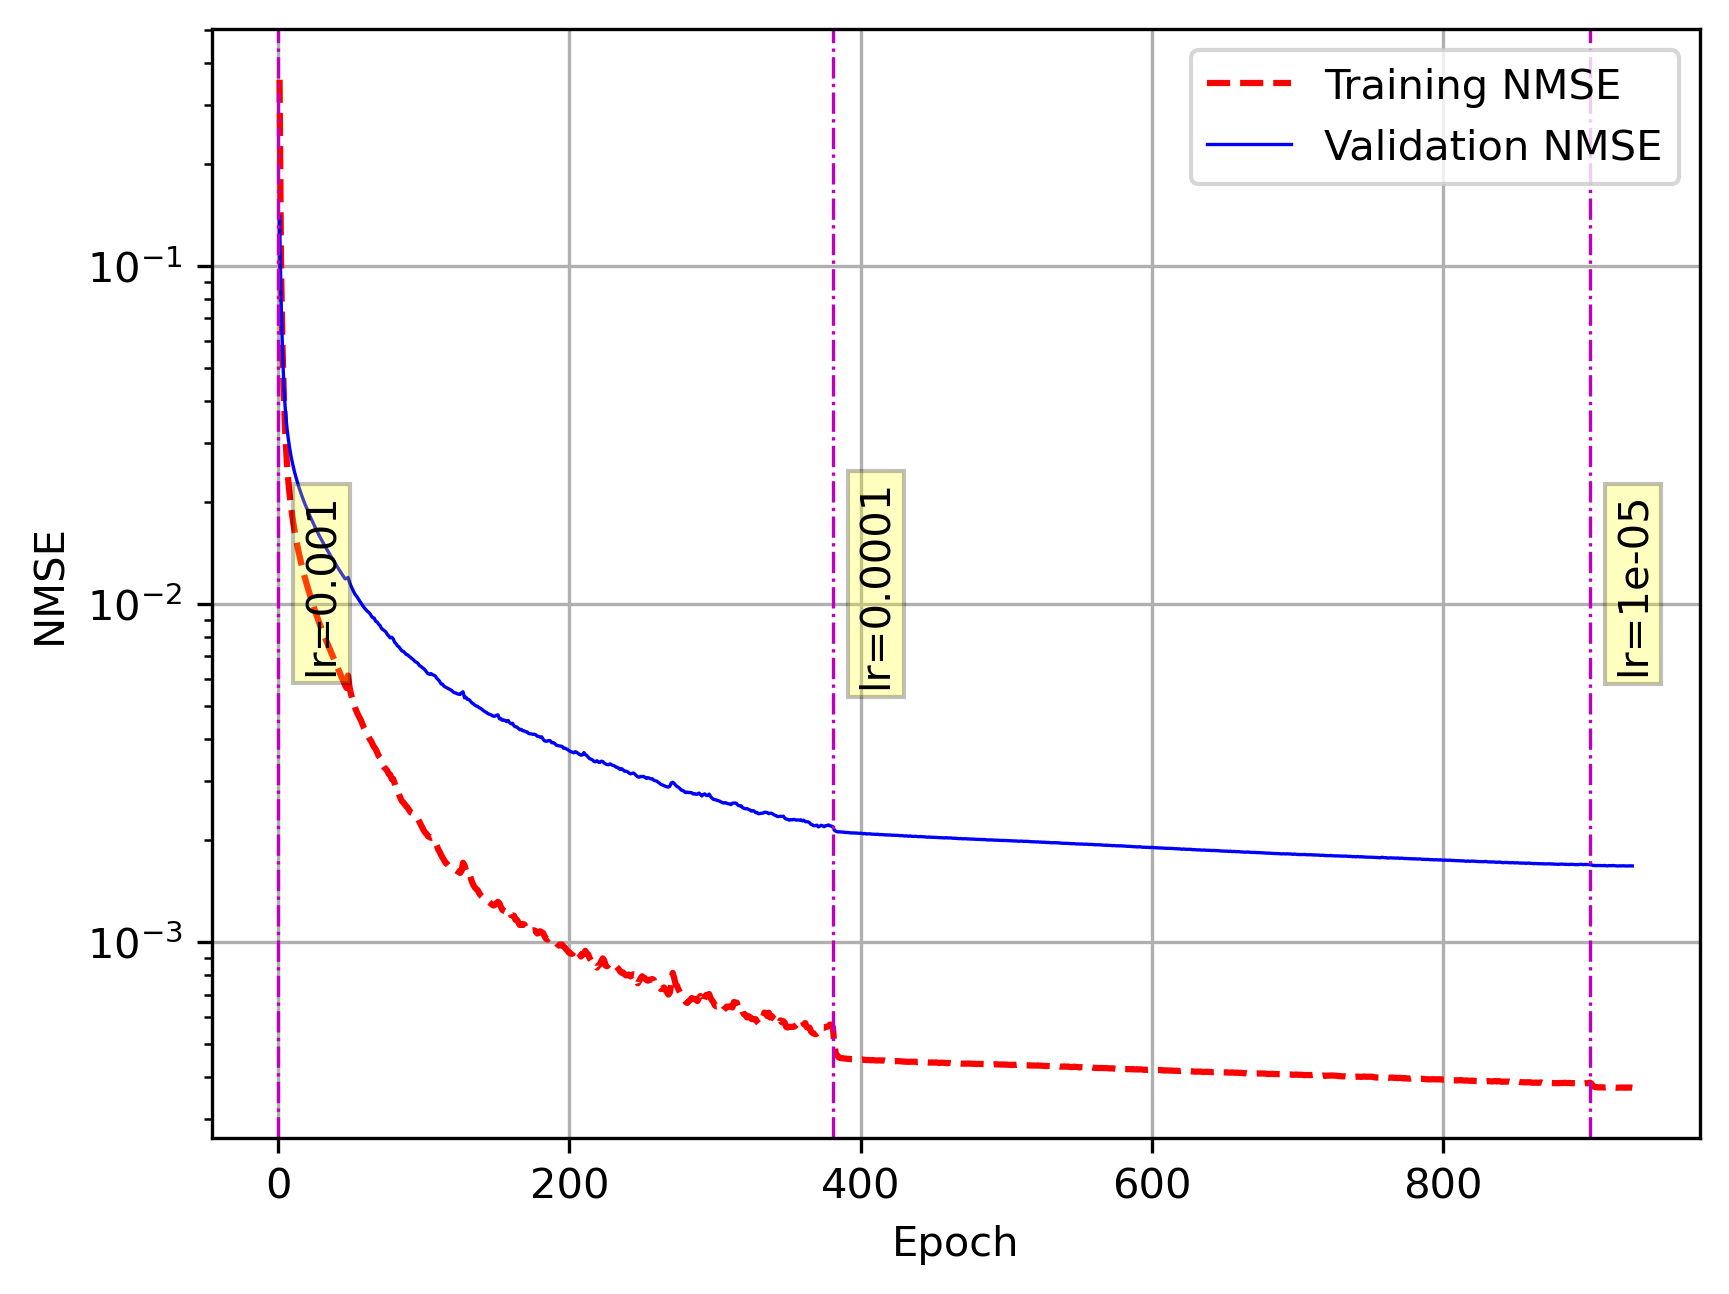 Training NMSE
Validation NMSE
10⁻¹
10⁻²
10⁻³
NMSE
lr=0.001
lr=0.0001
lr=1e-05
0
200
400
600
800
Epoch